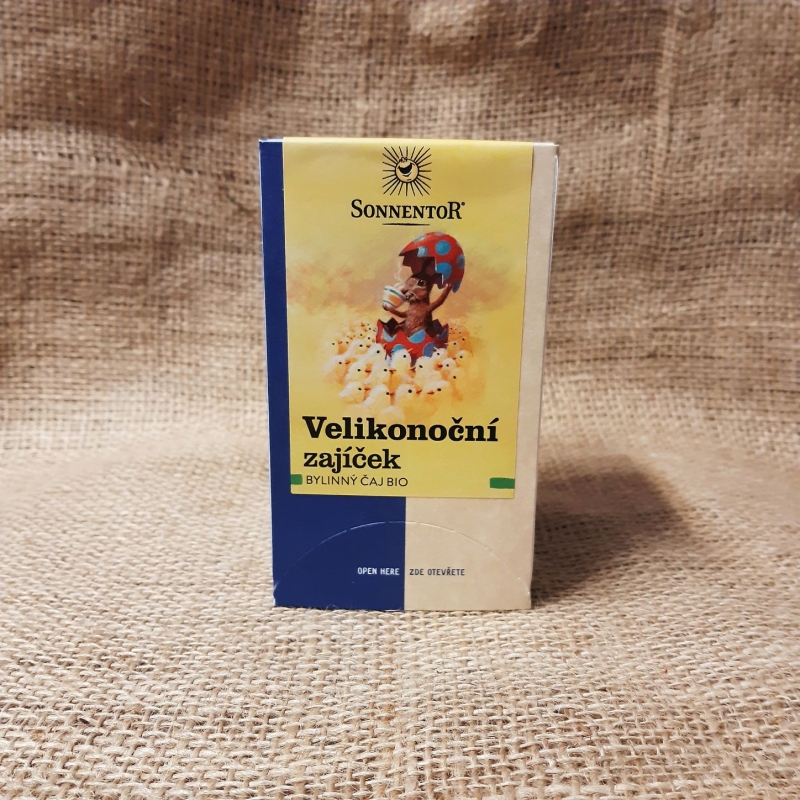 SONNENTOR®
Velikonoční
zajíček
BYLINNÝ ČAJ BIO
OPEN HERE ZDE OTEVŘETE